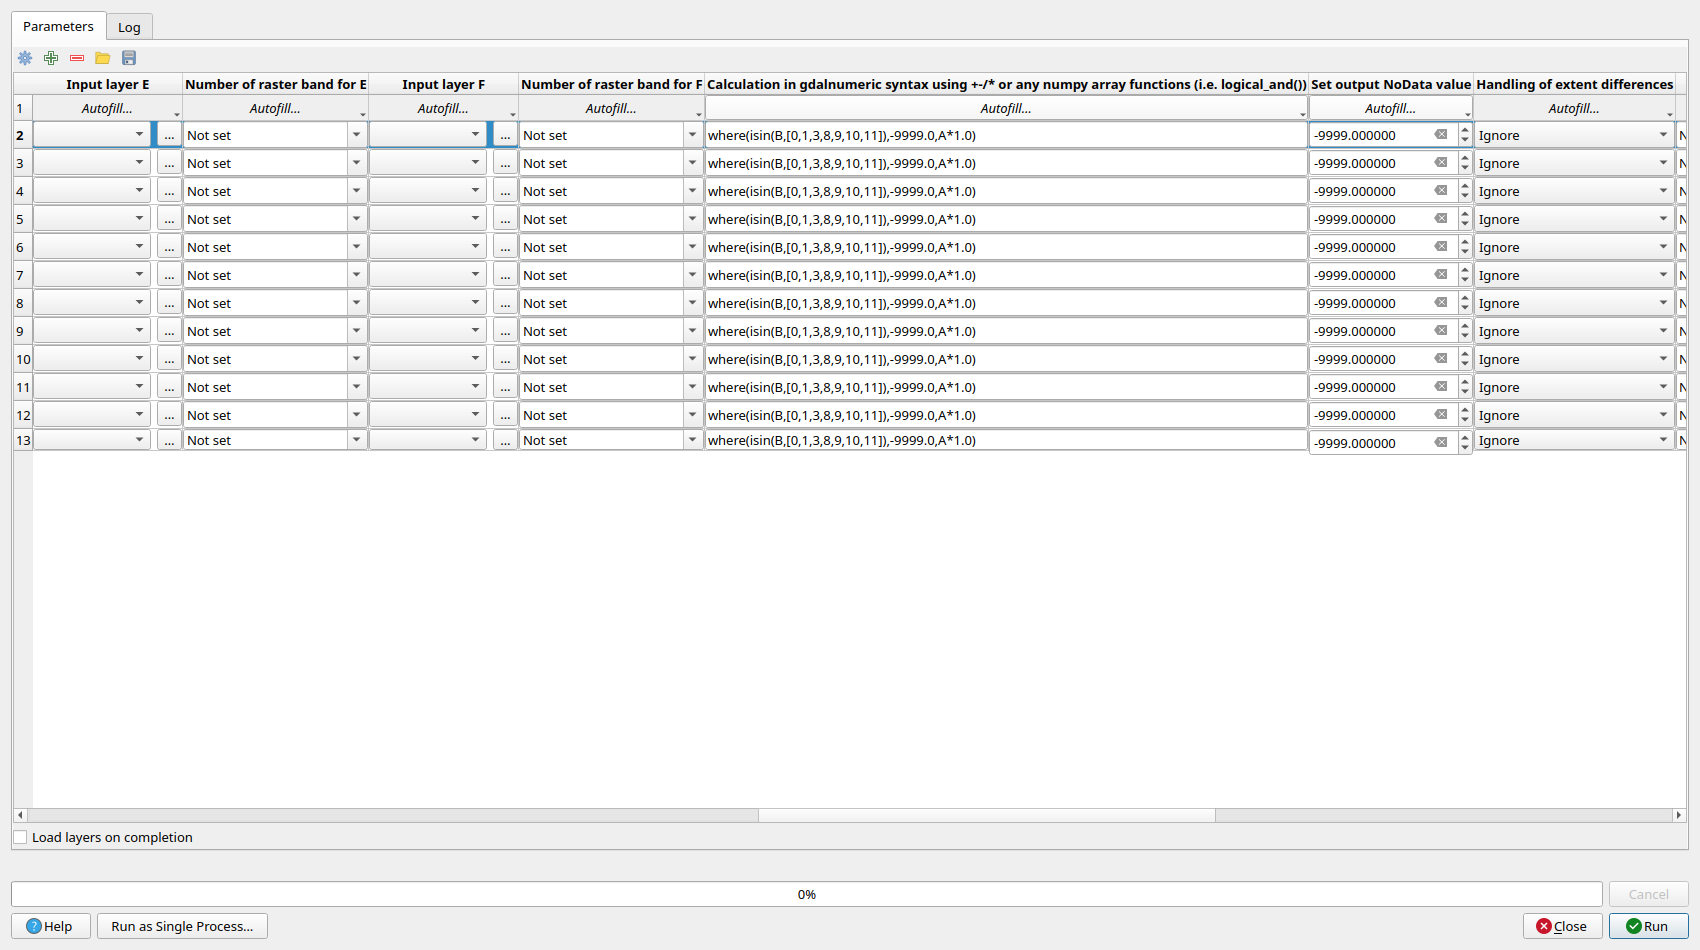 Parameters Log
Input layer E Number of raster band for E Input layer F Number of raster band for F Calculation in gdalnumeric syntax using +-/* or any numpy array functions (i.e. logical_and()) Set output NoData value Handling of extent differences
1 Autofill... Autofill... Autofill... Autofill... Autofill... Autofill... Autofill...
2 ... Not set ... Not set where(isin(B,[0,1,3,8,9,10,11]),-9999.0,A*1.0) -9999.000000 Ignore N
3 ... Not set ... Not set where(isin(B,[0,1,3,8,9,10,11]),-9999.0,A*1.0) -9999.000000 Ignore N
4 ... Not set ... Not set where(isin(B,[0,1,3,8,9,10,11]),-9999.0,A*1.0) -9999.000000 Ignore N
5 ... Not set ... Not set where(isin(B,[0,1,3,8,9,10,11]),-9999.0,A*1.0) -9999.000000 Ignore N
6 ... Not set ... Not set where(isin(B,[0,1,3,8,9,10,11]),-9999.0,A*1.0) -9999.000000 Ignore N
7 ... Not set ... Not set where(isin(B,[0,1,3,8,9,10,11]),-9999.0,A*1.0) -9999.000000 Ignore N
8 ... Not set ... Not set where(isin(B,[0,1,3,8,9,10,11]),-9999.0,A*1.0) -9999.000000 Ignore N
9 ... Not set ... Not set where(isin(B,[0,1,3,8,9,10,11]),-9999.0,A*1.0) -9999.000000 Ignore N
10 ... Not set ... Not set where(isin(B,[0,1,3,8,9,10,11]),-9999.0,A*1.0) -9999.000000 Ignore N
11 ... Not set ... Not set where(isin(B,[0,1,3,8,9,10,11]),-9999.0,A*1.0) -9999.000000 Ignore N
12 ... Not set ... Not set where(isin(B,[0,1,3,8,9,10,11]),-9999.0,A*1.0) -9999.000000 Ignore N
13 ... Not set ... Not set where(isin(B,[0,1,3,8,9,10,11]),-9999.0,A*1.0) -9999.000000 Ignore N
Load layers on completion
0% Cancel
Help Run as Single Process... Close Run